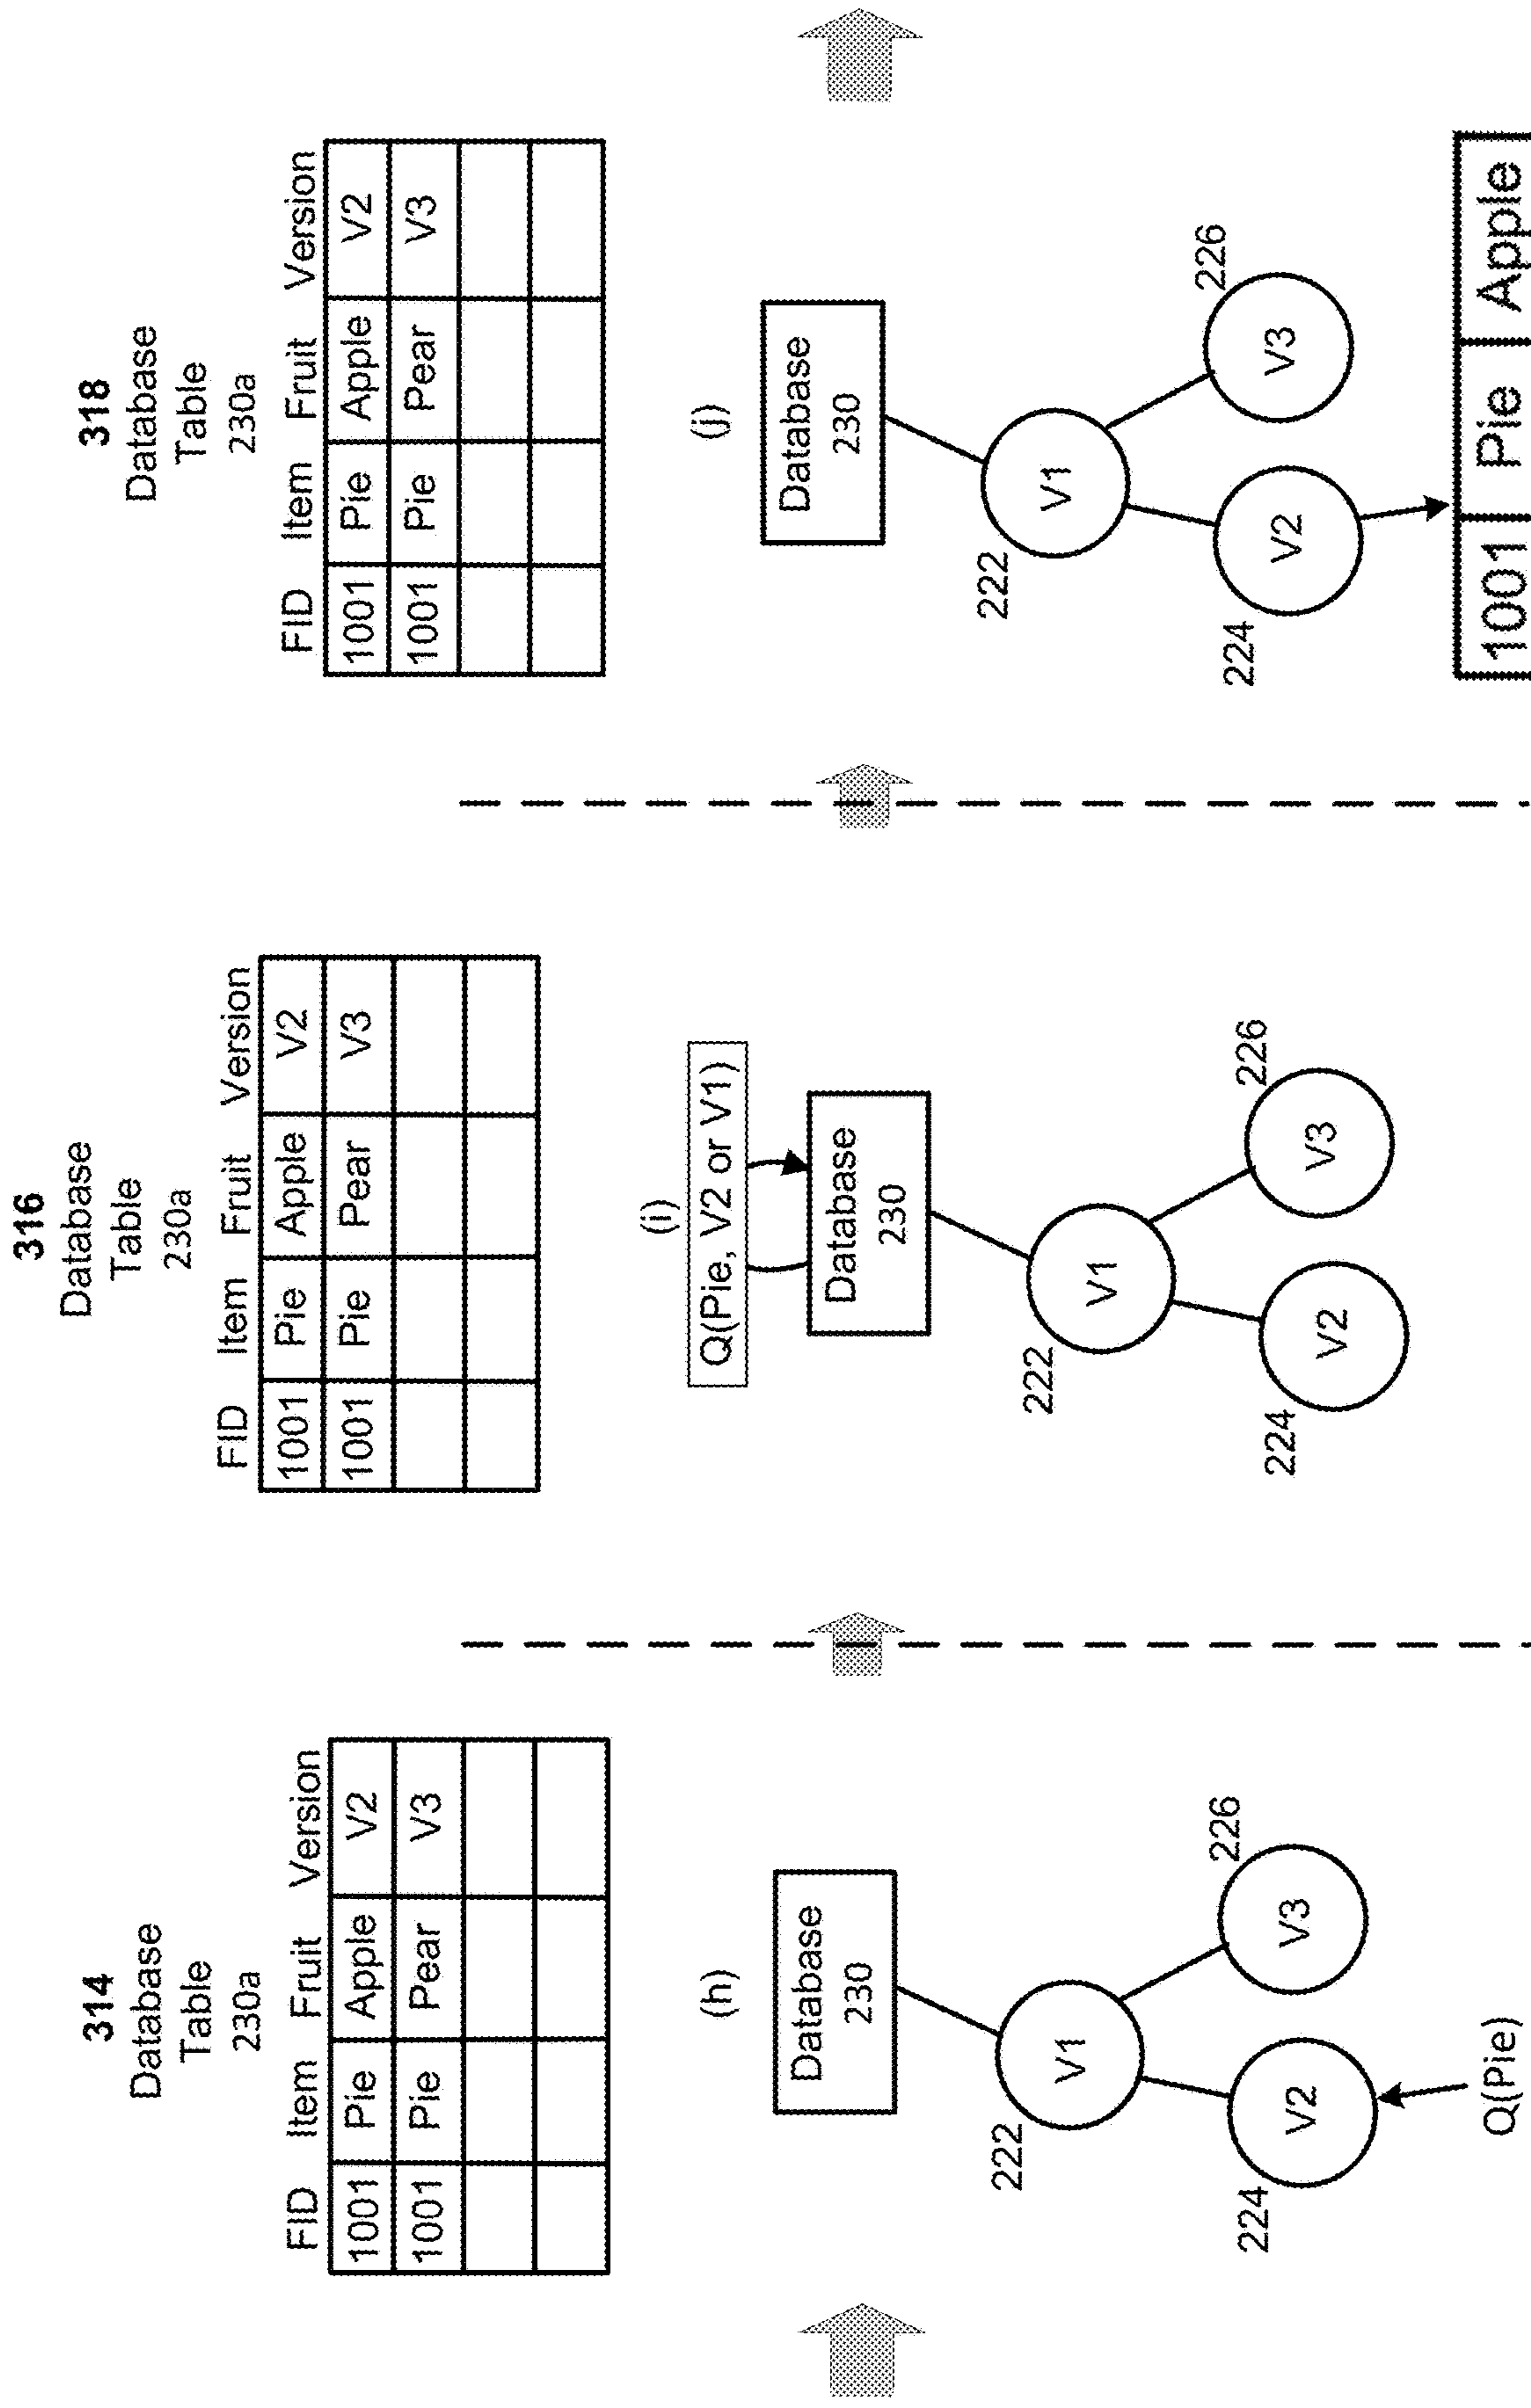 314
Database
Table
230a
FID Item Fruit Version
1001 Pie Apple V2
1001 Pie Pear V3
(h)
Database
230
222
V1
226
V3
224
V2
Q(Pie)
316
Database
Table
230a
FID Item Fruit Version
1001 Pie Apple V2
1001 Pie Pear V3
(i)
Q(Pie, V2 or V1)
Database
230
222
V1
226
V3
224
V2
318
Database
Table
230a
FID Item Fruit Version
1001 Pie Apple V2
1001 Pie Pear V3
(j)
Database
230
222
V1
226
V3
224
V2
1001 Pie Apple